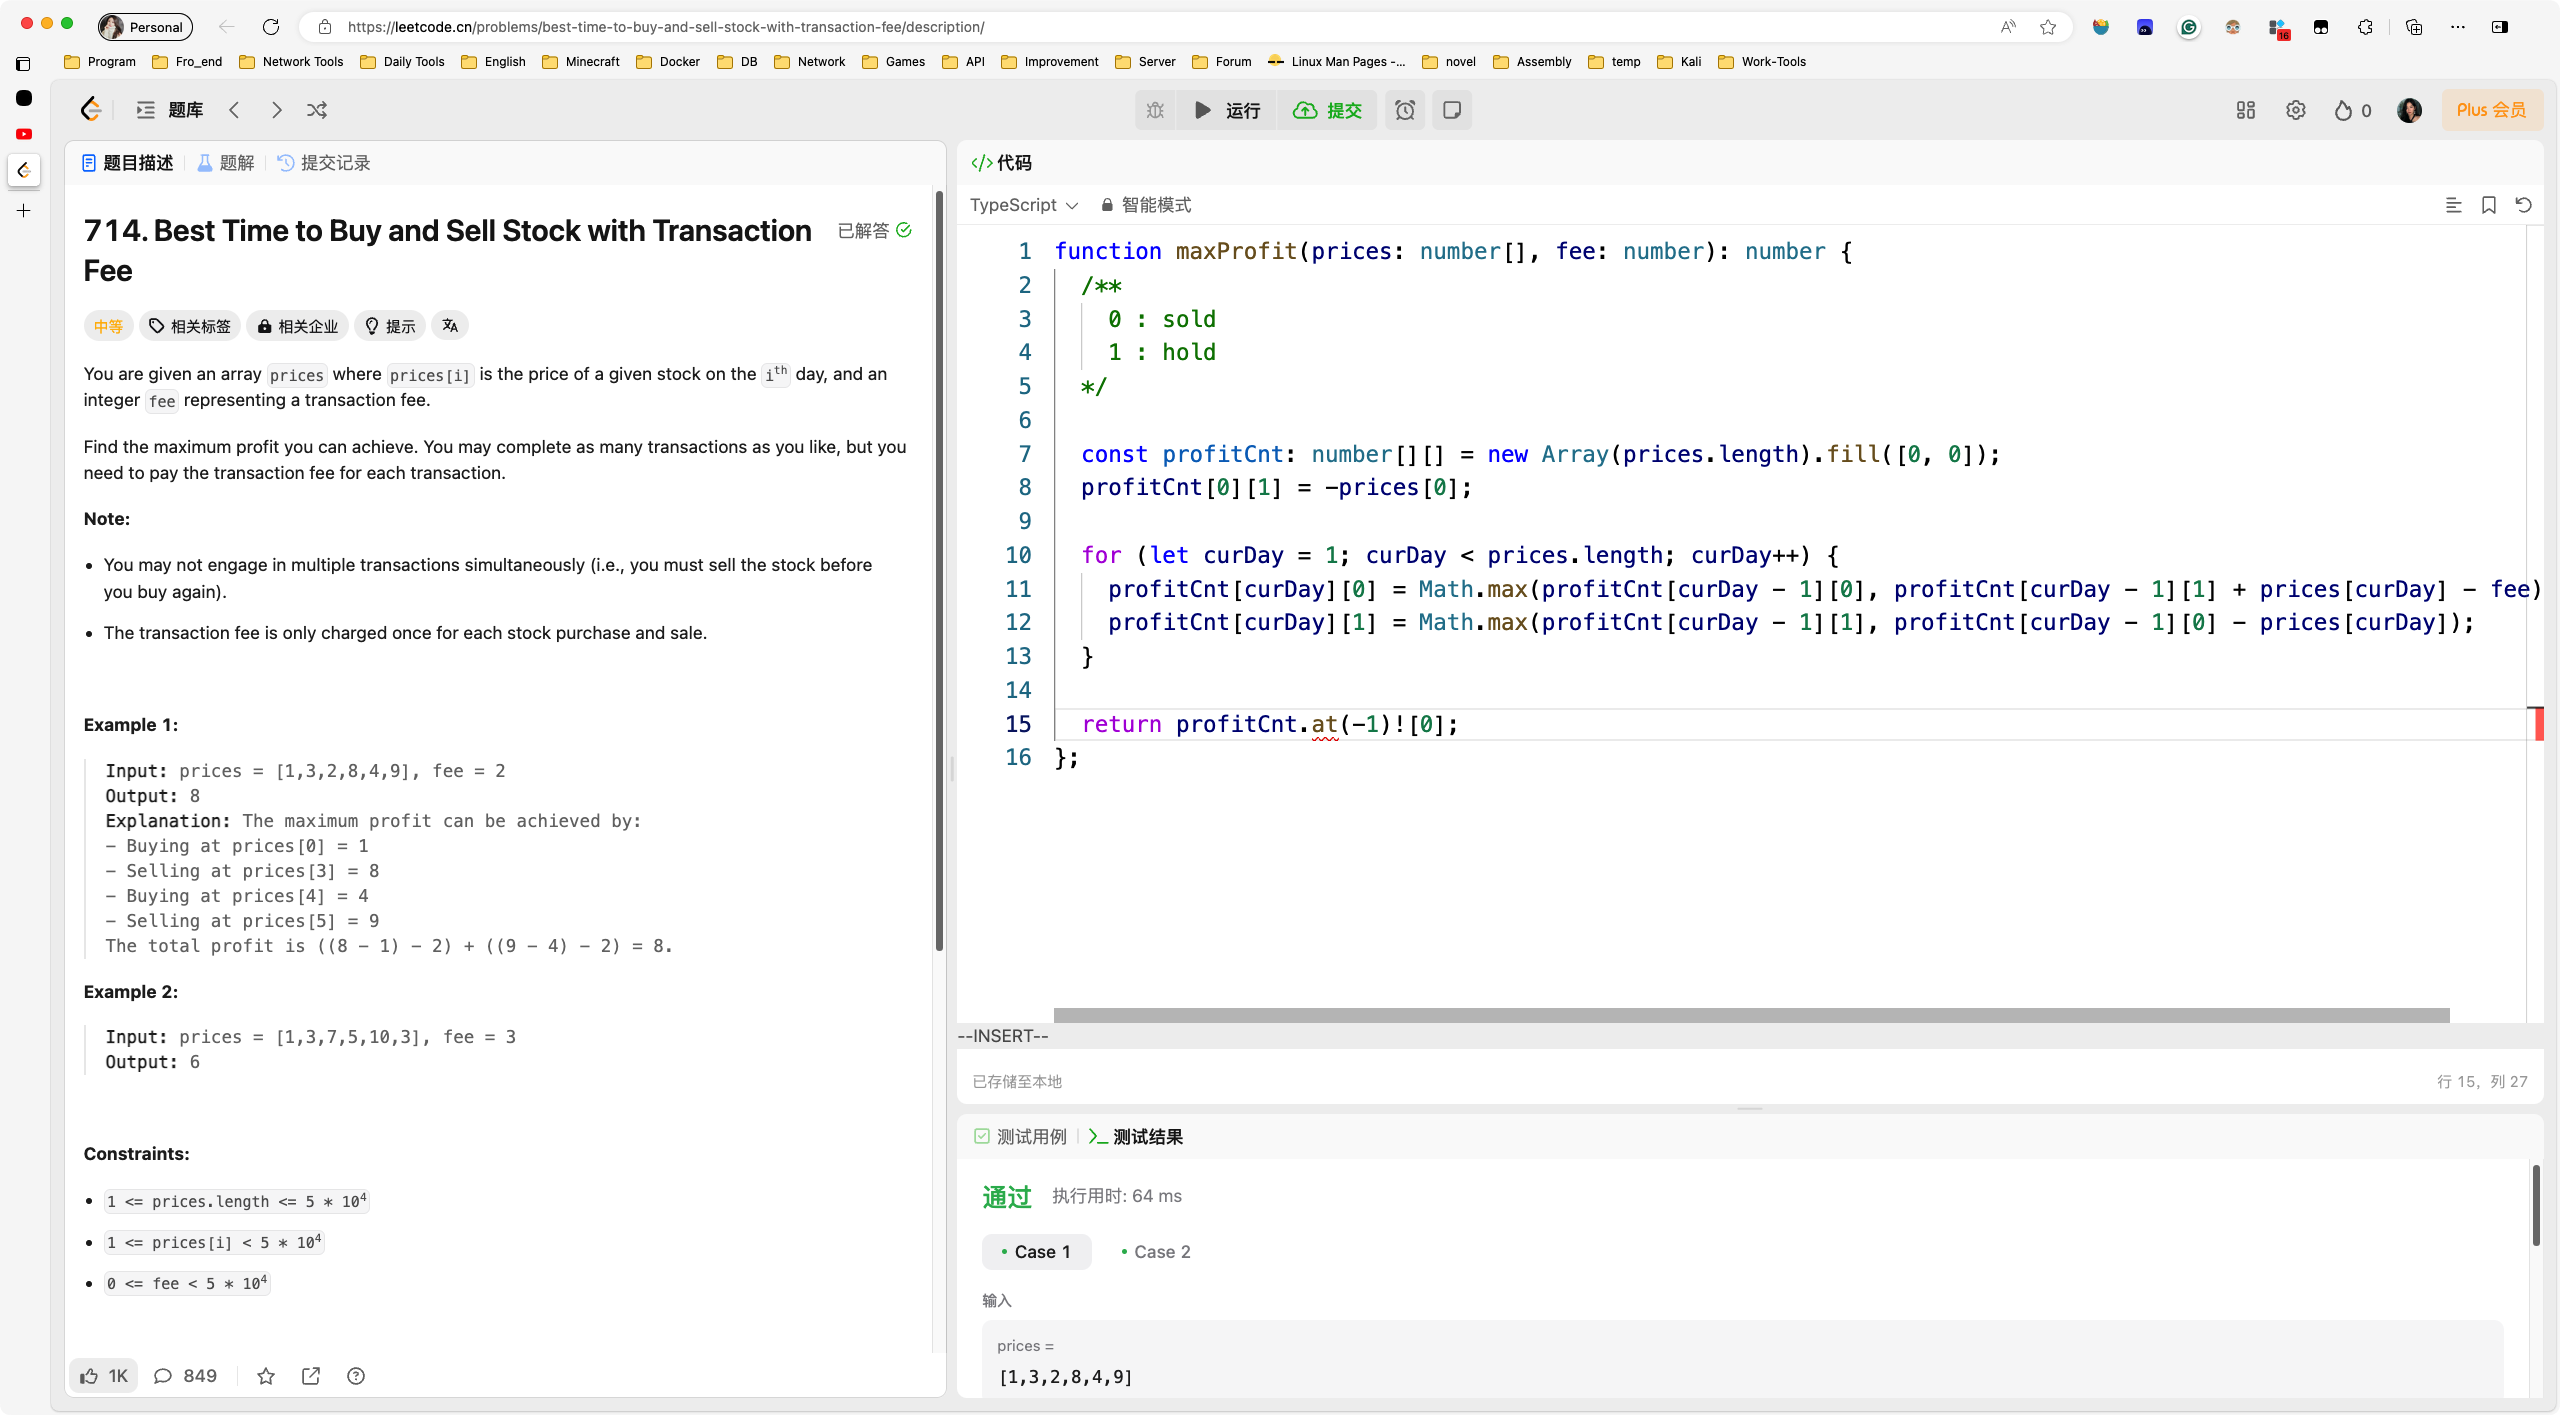 Personal
https://leetcode.cn/problems/best-time-to-buy-and-sell-stock-with-transaction-fee/description/
16
Program Fro_end Network Tools Daily Tools English Minecraft Docker DB Network Games API Improvement Server Forum Linux Man Pages -... novel Assembly temp Kali Work-Tools
题库
运行 提交
0 Plus 会员
题目描述 题解 提交记录
714. Best Time to Buy and Sell Stock with Transaction Fee
已解答
中等 相关标签 相关企业 提示
You are given an array prices where prices[i] is the price of a given stock on the ith day, and an
integer fee representing a transaction fee.
Find the maximum profit you can achieve. You may complete as many transactions as you like, but you
need to pay the transaction fee for each transaction.
Note:
• You may not engage in multiple transactions simultaneously (i.e., you must sell the stock before
you buy again).
• The transaction fee is only charged once for each stock purchase and sale.
Example 1:
Input: prices = [1,3,2,8,4,9], fee = 2
Output: 8
Explanation: The maximum profit can be achieved by:
- Buying at prices[0] = 1
- Selling at prices[3] = 8
- Buying at prices[4] = 4
- Selling at prices[5] = 9
The total profit is ((8 - 1) - 2) + ((9 - 4) - 2) = 8.
Example 2:
Input: prices = [1,3,7,5,10,3], fee = 3
Output: 6
Constraints:
• 1 <= prices.length <= 5 * 10⁴
• 1 <= prices[i] < 5 * 10⁴
• 0 <= fee < 5 * 10⁴
1K 849
</> 代码
TypeScript 智能模式
1 function maxProfit(prices: number[], fee: number): number {
2 /**
3 0 : sold
4 1 : hold
5 */
6
7 const profitCnt: number[][] = new Array(prices.length).fill([0, 0]);
8 profitCnt[0][1] = -prices[0];
9
10 for (let curDay = 1; curDay < prices.length; curDay++) {
11 profitCnt[curDay][0] = Math.max(profitCnt[curDay - 1][0], profitCnt[curDay - 1][1] + prices[curDay] - fee)
12 profitCnt[curDay][1] = Math.max(profitCnt[curDay - 1][1], profitCnt[curDay - 1][0] - prices[curDay]);
13 }
14
15 return profitCnt.at(-1)![0];
16 };
--INSERT--
已存储至本地 行 15, 列 27
测试用例 测试结果
通过 执行用时: 64 ms
• Case 1 • Case 2
输入
prices =
[1,3,2,8,4,9]